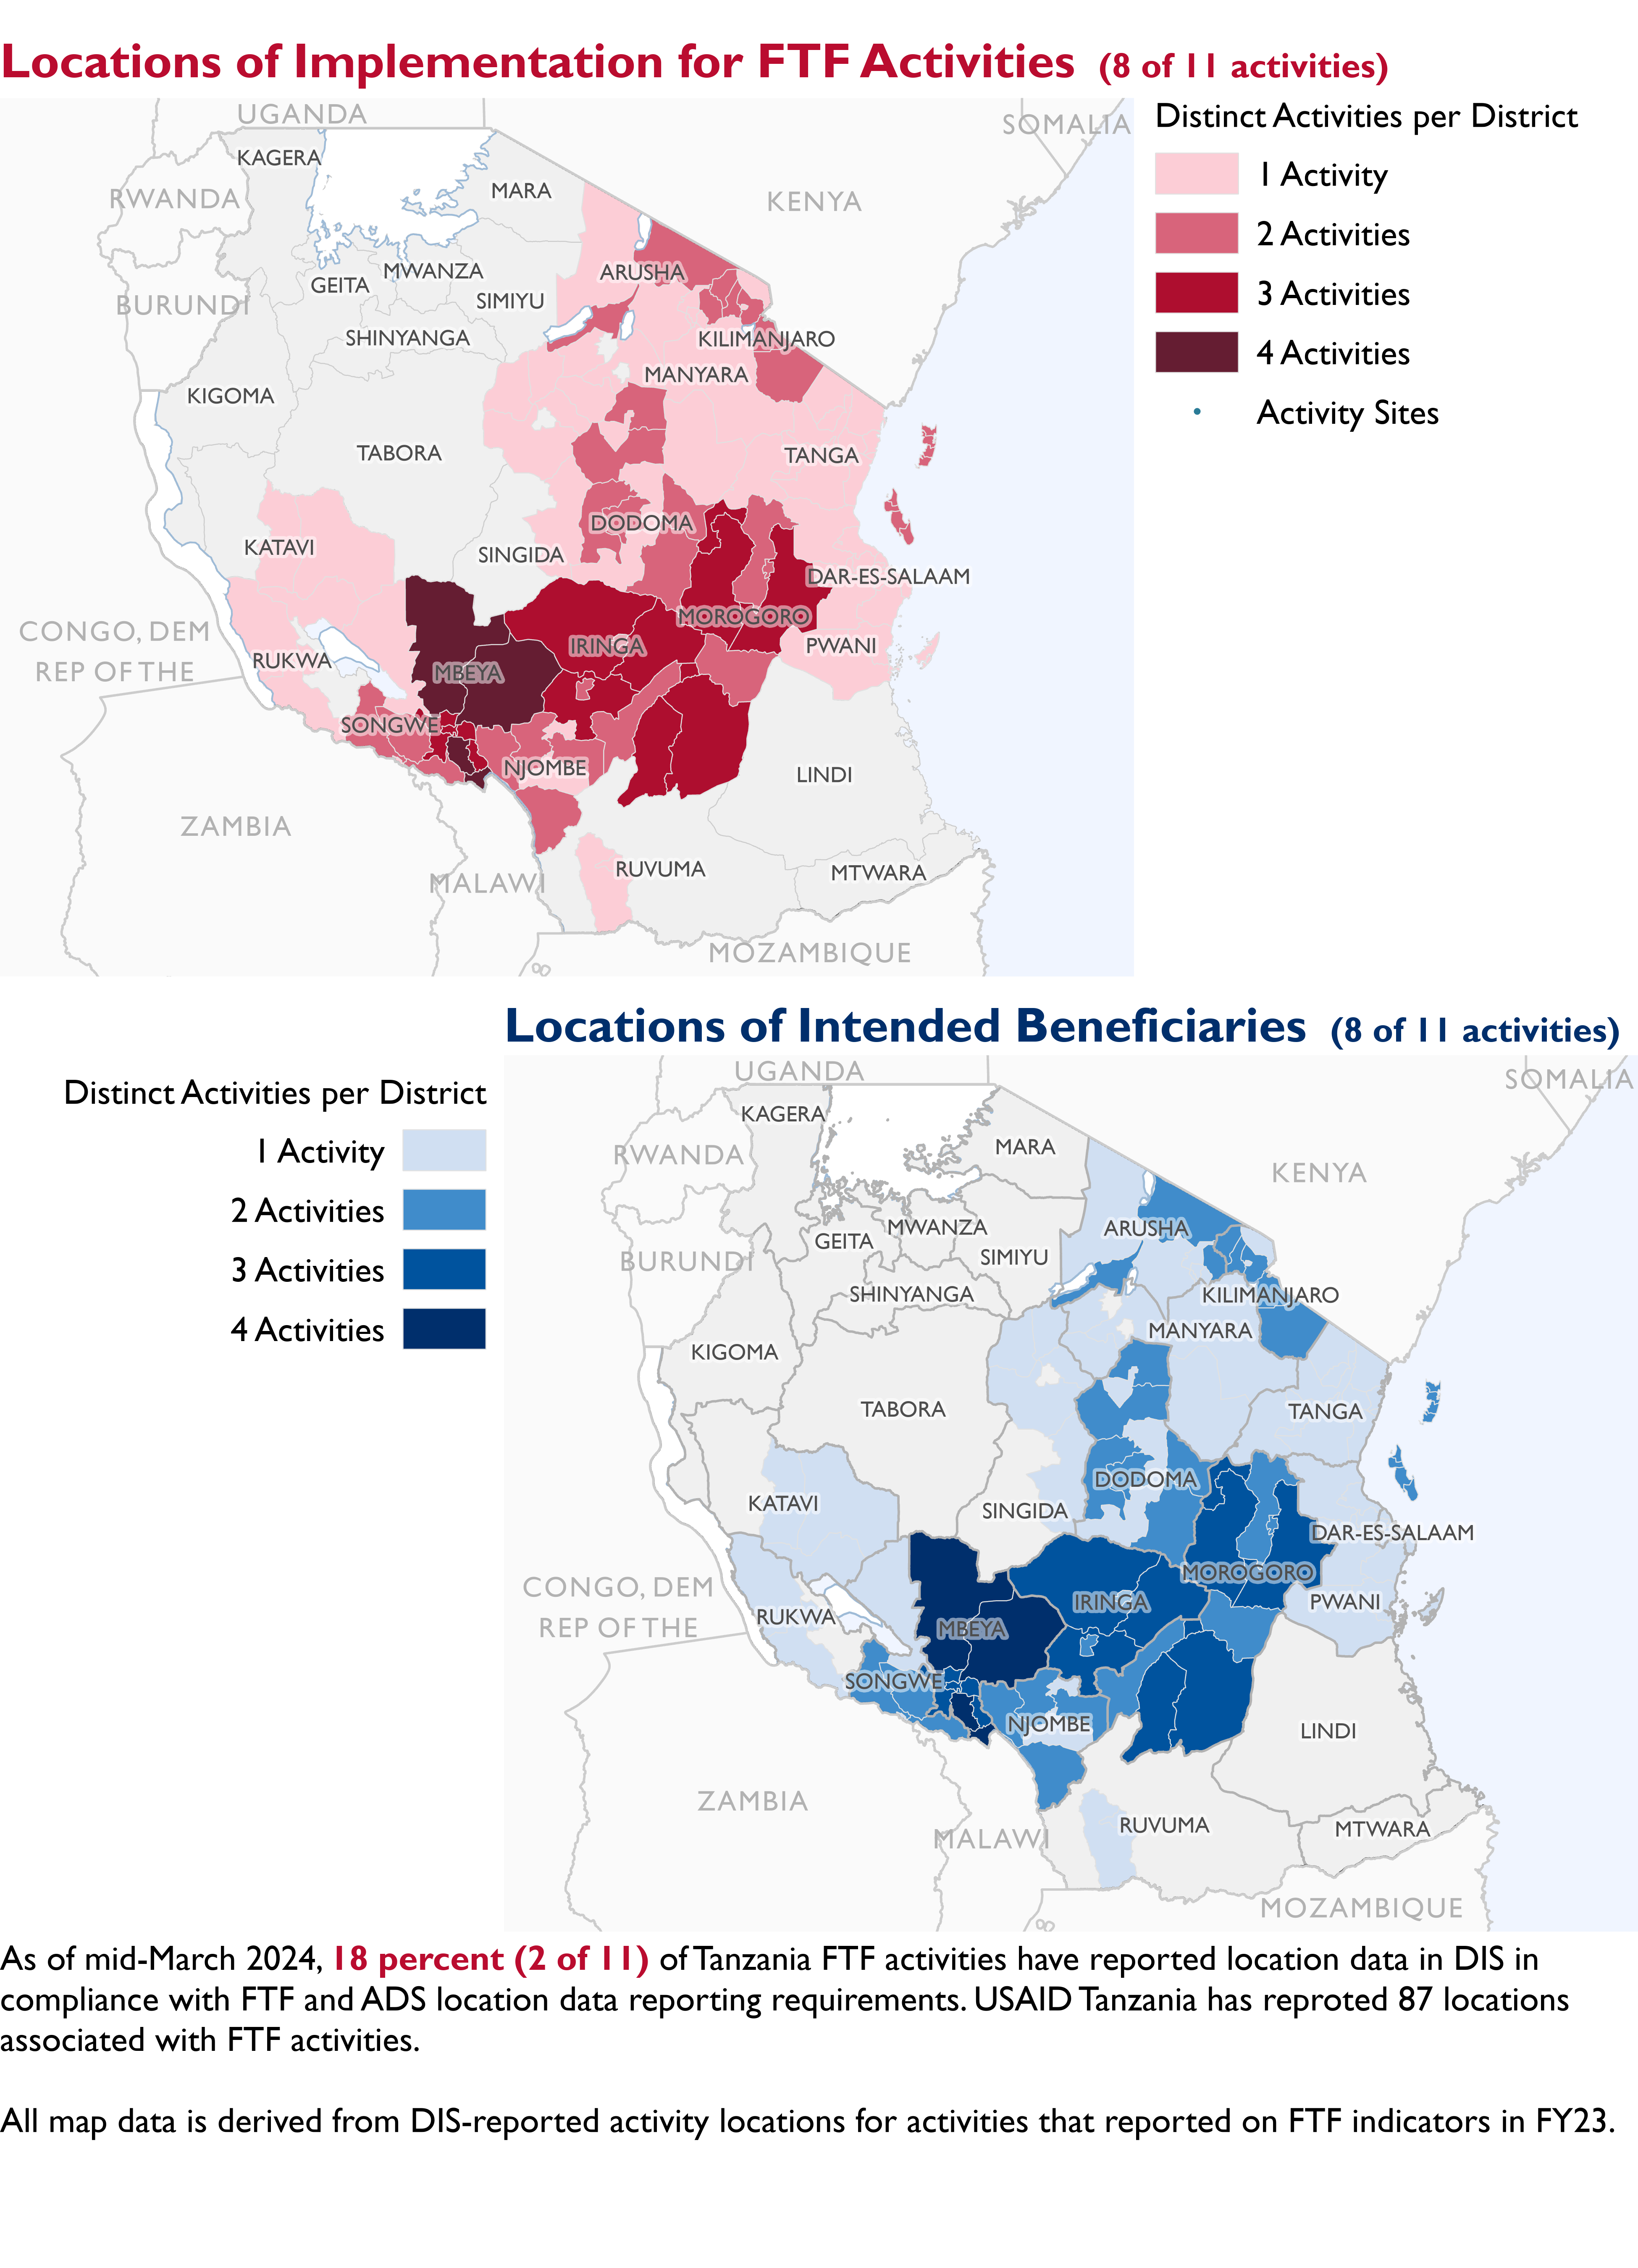 Locations of Implementation for FTF Activities (8 of 11 activities)
Distinct Activities per District
1 Activity
2 Activities
3 Activities
4 Activities
Activity Sites
UGANDA
SOMALIA
KAGERA
MARA
RWANDA
KENYA
MWANZA
ARUSHA
GEITA
SIMIYU
BURUNDI
SHINYANGA
KILIMANJARO
MANYARA
KIGOMA
TABORA
TANGA
DODOMA
KATAVI
SINGIDA
DAR-ES-SALAAM
MOROGORO
CONGO, DEM
REP OF THE
IRINGA
PWANI
RUKWA
MBEYA
SONGWE
NJOMBE
LINDI
ZAMBIA
RUVUMA
MTWARA
MALAWI
MOZAMBIQUE
Locations of Intended Beneficiaries (8 of 11 activities)
Distinct Activities per District
1 Activity
2 Activities
3 Activities
4 Activities
UGANDA
SOMALIA
KAGERA
MARA
RWANDA
KENYA
MWANZA
ARUSHA
GEITA
SIMIYU
BURUNDI
SHINYANGA
KILIMANJARO
MANYARA
KIGOMA
TABORA
TANGA
DODOMA
KATAVI
SINGIDA
DAR-ES-SALAAM
MOROGORO
CONGO, DEM
REP OF THE
IRINGA
PWANI
RUKWA
MBEYA
SONGWE
NJOMBE
LINDI
ZAMBIA
RUVUMA
MTWARA
MALAWI
MOZAMBIQUE
As of mid-March 2024, 18 percent (2 of 11) of Tanzania FTF activities have reported location data in DIS in
compliance with FTF and ADS location data reporting requirements. USAID Tanzania has reproted 87 locations
associated with FTF activities.
All map data is derived from DIS-reported activity locations for activities that reported on FTF indicators in FY23.